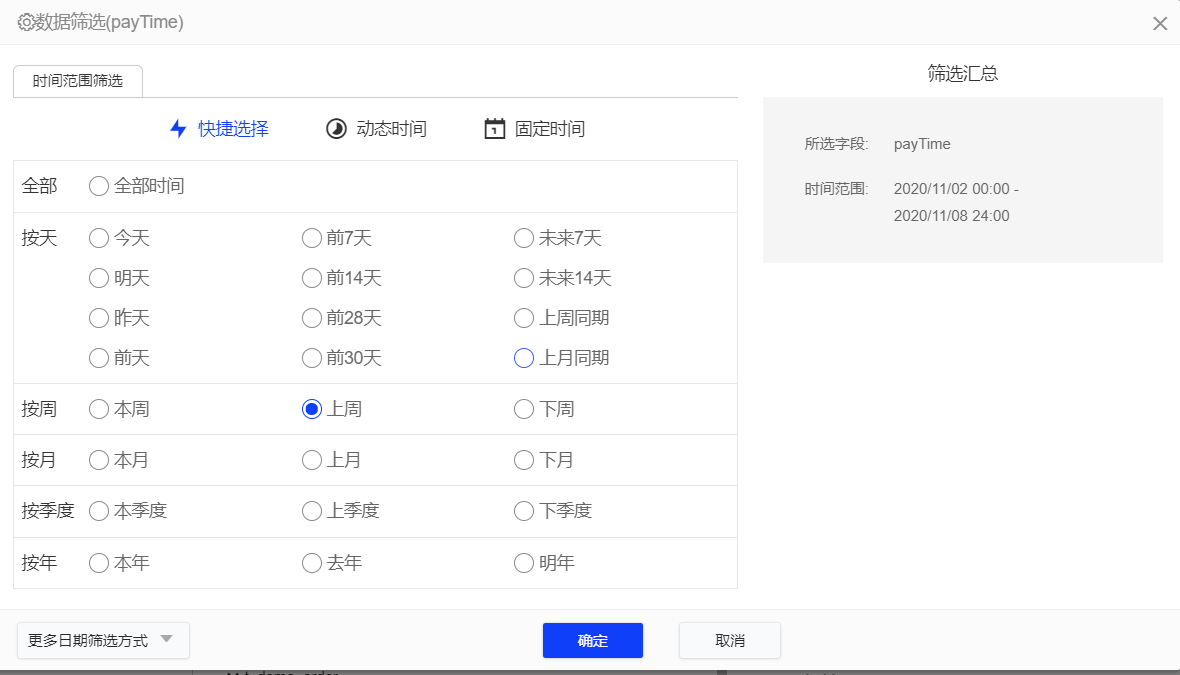 数据筛选(payTime)
时间范围筛选
快捷选择 动态时间 1 固定时间
全部 全部时间
按天 今天 前7天 未来7天
明天 前14天 未来14天
昨天 前28天 上周同期
前天 前30天 上月同期
按周 本周 上周 下周
按月 本月 上月 下月
按季度 本季度 上季度 下季度
按年 本年 去年 明年
筛选汇总
所选字段: payTime
时间范围: 2020/11/02 00:00 -
2020/11/08 24:00
更多日期筛选方式 确定 取消